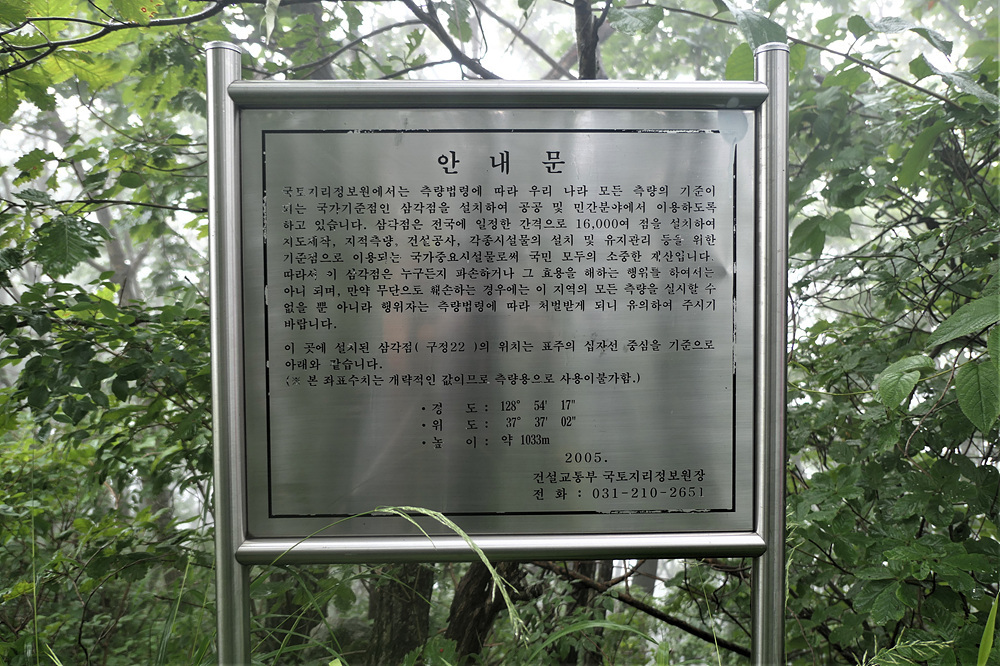 안 내 문
국토지리정보원에서는 측량법령에 따라 우리 나라 모든 측량의 기준이
되는 국가기준점인 삼각점을 설치하여 공공 및 민간분야에서 이용하도록
하고 있습니다. 삼각점은 전국에 일정한 간격으로 16,000여 점을 설치하여
지도제작, 지적측량, 건설공사, 각종시설물의 설치 및 유지관리 등을 위한
기준점으로 이용되는 국가중요시설물로써 국민 모두의 소중한 재산입니다.
따라서 이 삼각점은 누구든지 파손하거나 그 효용을 해하는 행위를 하여서는
아니 되며, 만약 무단으로 훼손하는 경우에는 이 지역의 모든 측량을 실시할 수
없을 뿐 아니라 행위자는 측량법령에 따라 처벌받게 되니 유의하여 주시기
바랍니다.
이 곳에 설시된 삼각점( 구정22 )의 위치는 표주의 십자선 중심을 기준으로
아래와 같습니다.
(※ 본 좌표수치는 개략적인 값이므로 측량용으로 사용이불가함.)
· 경 도 : 128° 54' 17"
· 위 도 : 37° 37' 02"
· 높 이 : 약 1033m
2005.
건설교통부 국토지리정보원장
전 화 : 031-210-2651